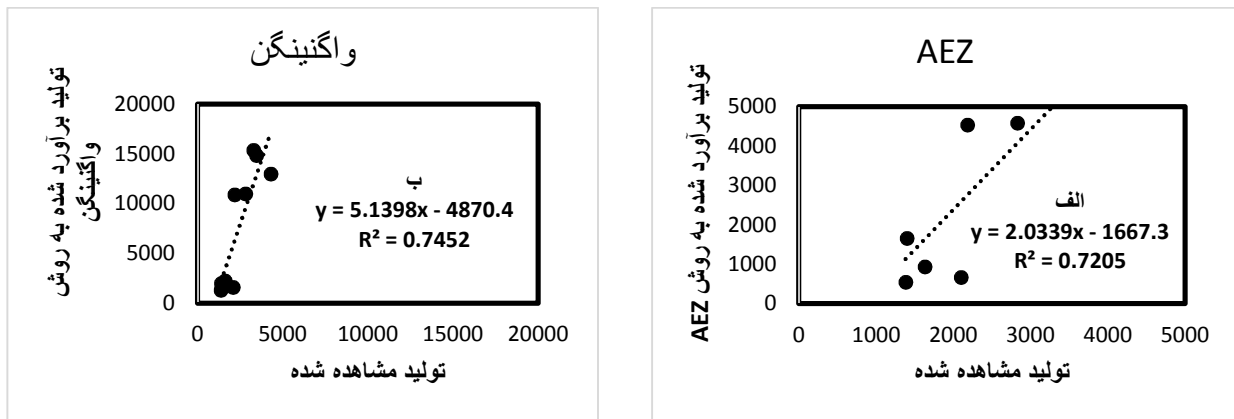 واگنینگن
تولید برآورد شده به روش
واگنینگن
20000
15000
10000
5000
0
ب
y = 5.1398x - 4870.4
R² = 0.7452
0 5000 10000 15000 20000
تولید مشاهده شده
AEZ
تولید برآورد شده به روش AEZ
5000
4000
3000
2000
1000
0
الف
y = 2.0339x - 1667.3
R² = 0.7205
0 1000 2000 3000 4000 5000
تولید مشاهده شده